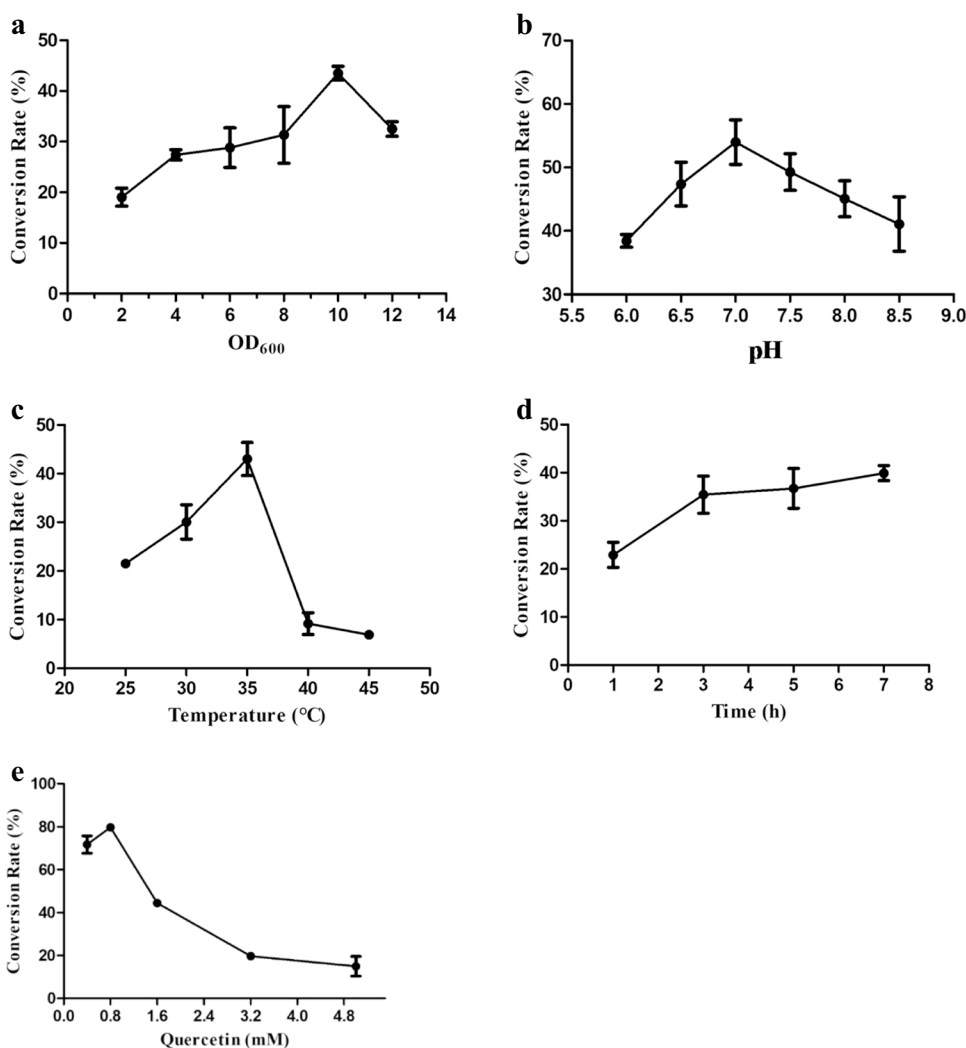 a
Conversion Rate (%)
50
40
30
20
10
0
0 2 4 6 8 10 12 14
OD₆₀₀
b
Conversion Rate (%)
70
60
50
40
30
5.5 6.0 6.5 7.0 7.5 8.0 8.5 9.0
pH
c
Conversion Rate (%)
50
40
30
20
10
0
20 25 30 35 40 45 50
Temperature (°C)
d
Conversion Rate (%)
50
40
30
20
10
0
0 1 2 3 4 5 6 7 8
Time (h)
e
Conversion Rate (%)
100
80
60
40
20
0
0.0 0.8 1.6 2.4 3.2 4.0 4.8
Quercetin (mM)